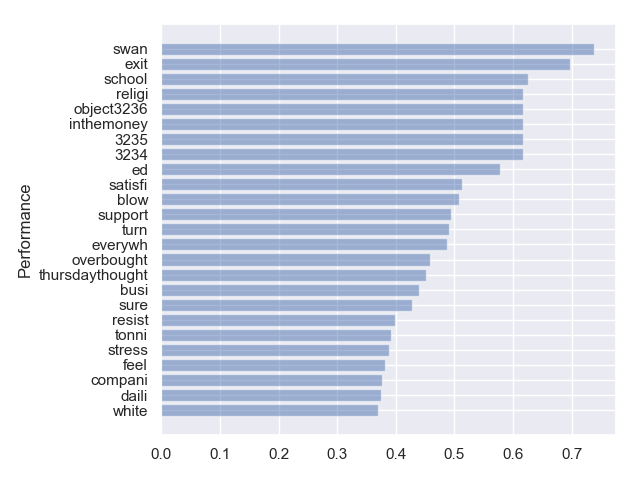 swan
exit
school
religi
object3236
inthemoney
3235
3234
ed
satisfi
blow
support
turn
everywh
overbought
thursdaythought
busi
sure
resist
tonni
stress
feel
compani
daili
white
Performance
0.0 0.1 0.2 0.3 0.4 0.5 0.6 0.7